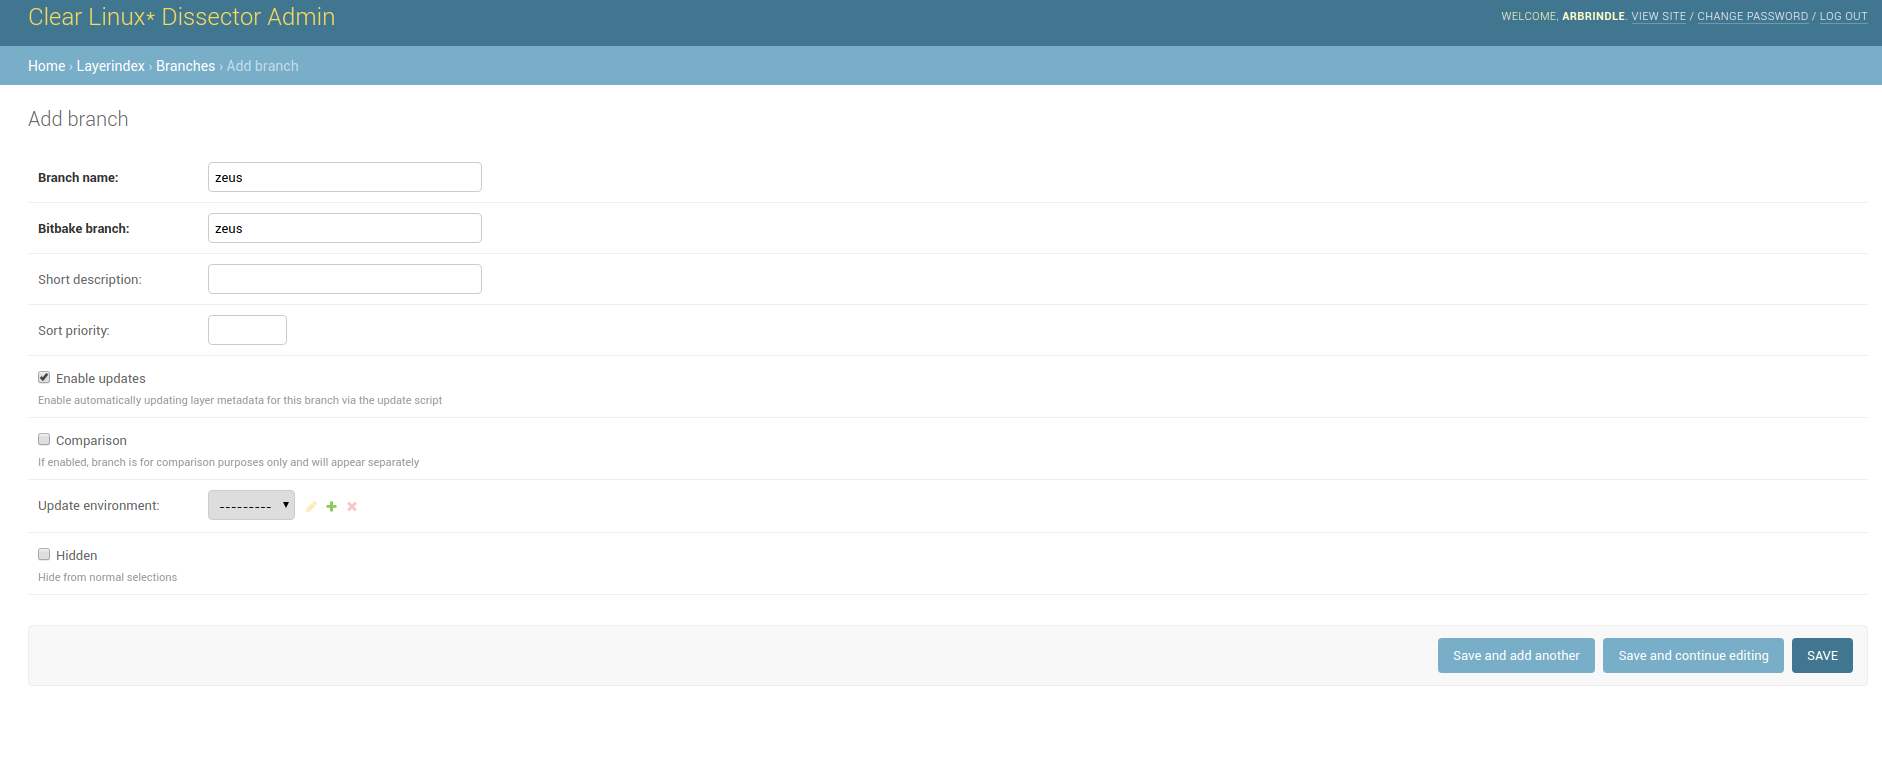 Clear Linux* Dissector Admin
WELCOME, ARBRINDLE. VIEW SITE / CHANGE PASSWORD / LOG OUT
Home › Layerindex › Branches › Add branch
Add branch
Branch name: zeus
Bitbake branch: zeus
Short description:
Sort priority:
Enable updates
Enable automatically updating layer metadata for this branch via the update script
Comparison
If enabled, branch is for comparison purposes only and will appear separately
Update environment: ---------
Hidden
Hide from normal selections
Save and add another Save and continue editing SAVE